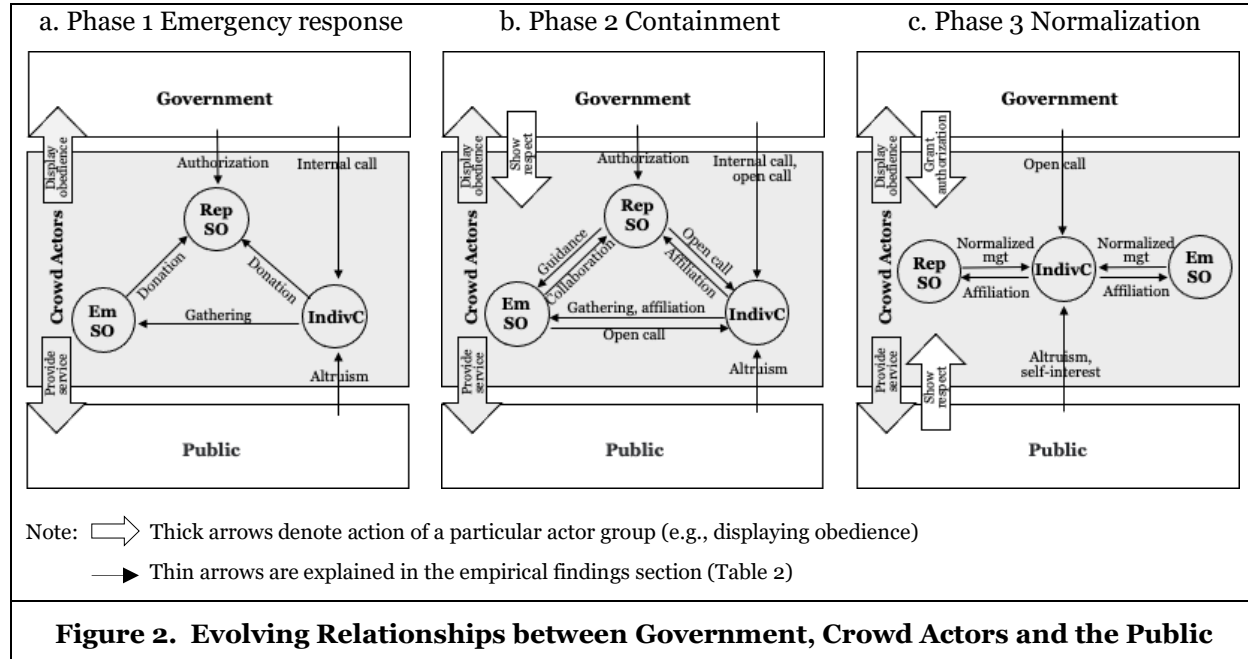 a. Phase 1 Emergency response
Government
Display
obedience
Authorization
Internal call
Crowd Actors
Rep
SO
Donation
Donation
Em
SO
Gathering
IndivC
Provide
service
Altruism
Public
b. Phase 2 Containment
Government
Display
obedience
Show
respect
Authorization
Internal call,
open call
Crowd Actors
Rep
SO
Guidance
Collaboration
Open call
Affiliation
Em
SO
Gathering, affiliation
Open call
IndivC
Provide
service
Altruism
Public
c. Phase 3 Normalization
Government
Display
obedience
Grant
authorization
Open call
Crowd Actors
Rep
SO
Normalized
mgt
Affiliation
IndivC
Normalized
mgt
Affiliation
Em
SO
Provide
service
Show
respect
Altruism,
self-interest
Public
Note: Thick arrows denote action of a particular actor group (e.g., displaying obedience)
Thin arrows are explained in the empirical findings section (Table 2)
Figure 2. Evolving Relationships between Government, Crowd Actors and the Public